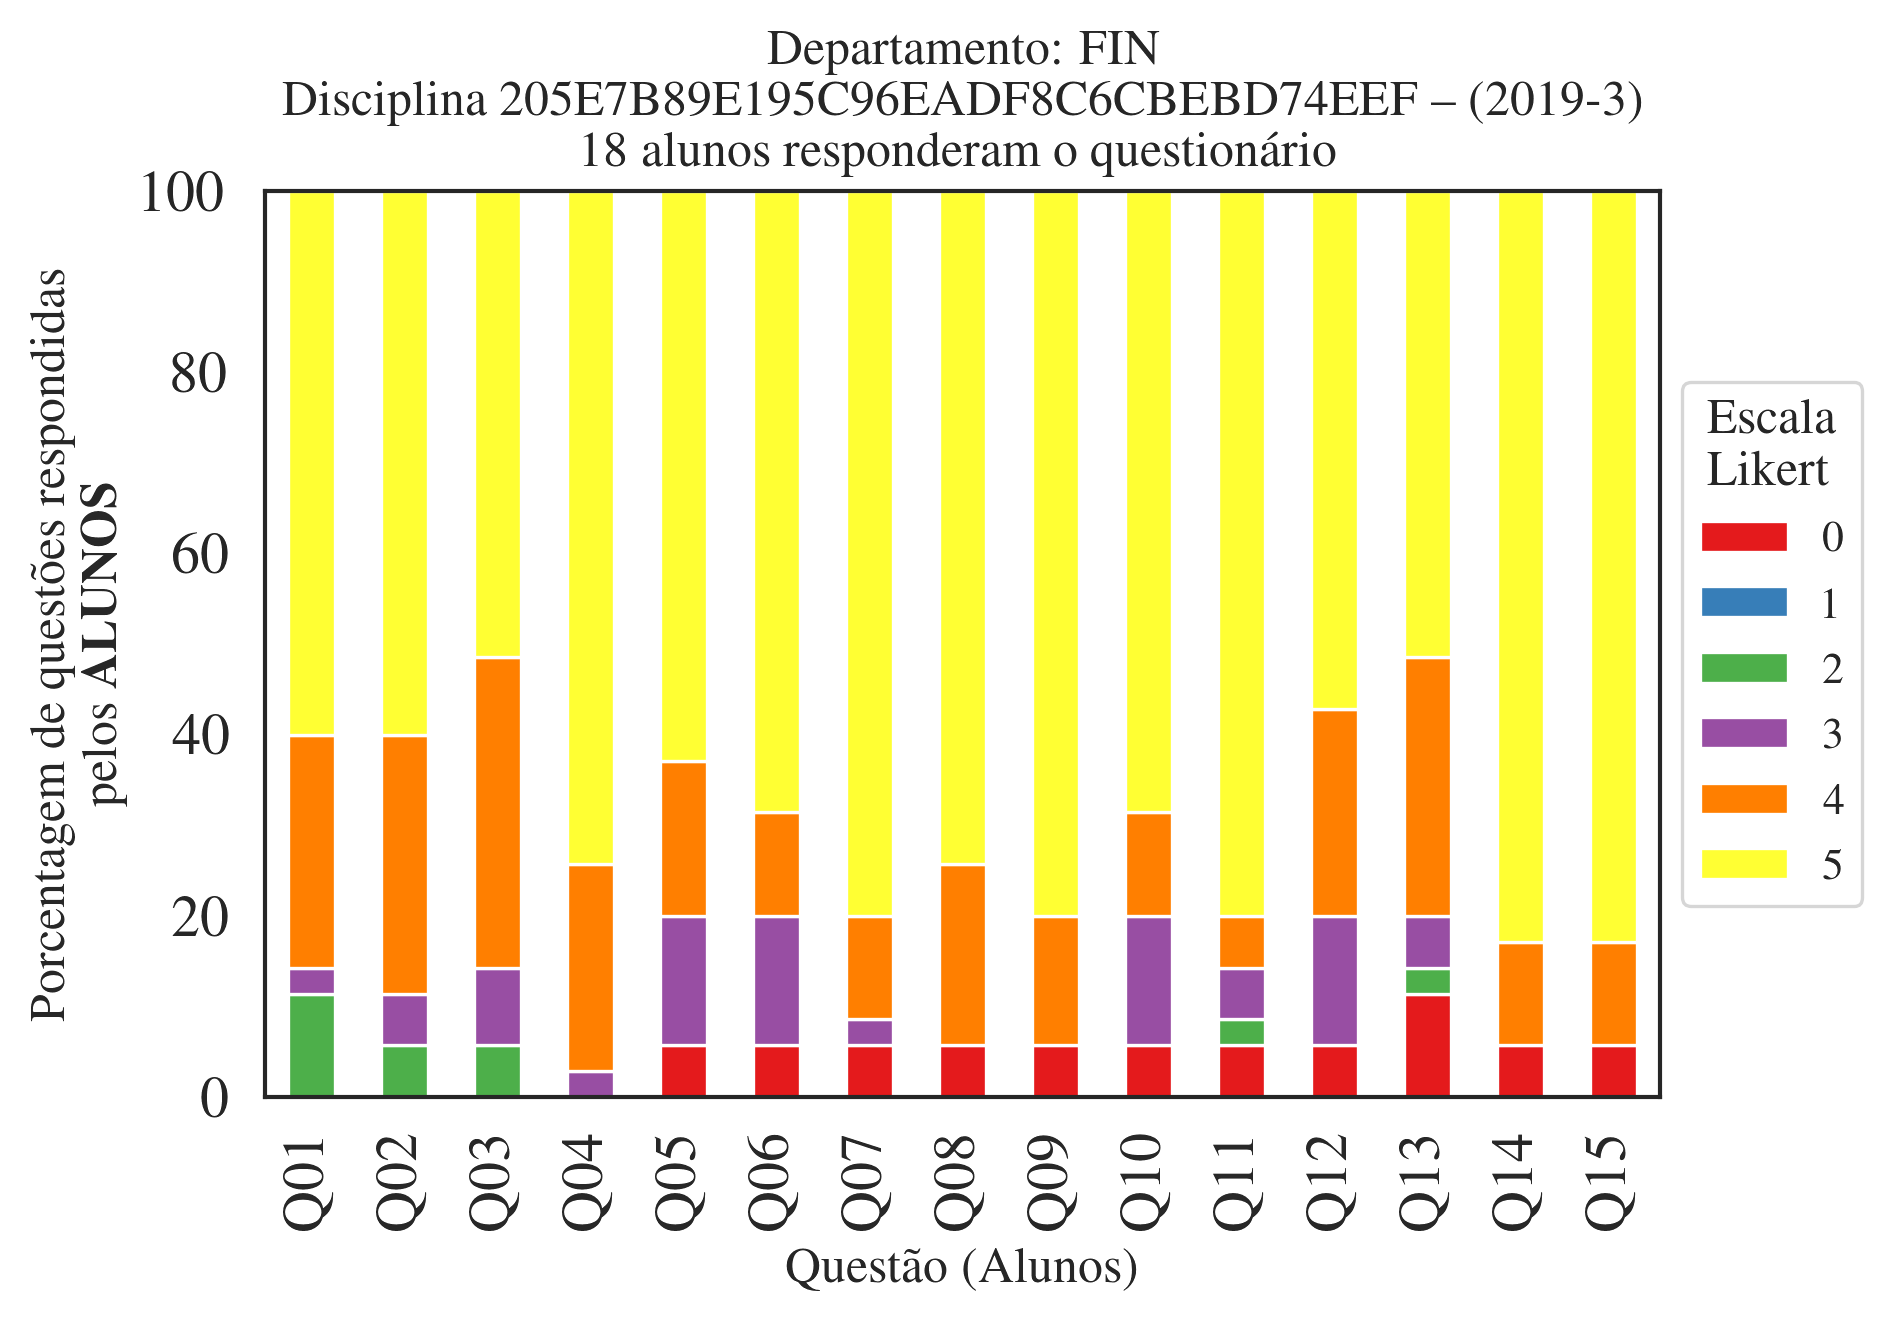 Departamento: FIN
Disciplina 205E7B89E195C96EADF8C6CBEBD74EEF – (2019-3)
18 alunos responderam o questionário
Porcentagem de questões respondidas
pelos ALUNOS
100
80
60
40
20
0
Q01
Q02
Q03
Q04
Q05
Q06
Q07
Q08
Q09
Q10
Q11
Q12
Q13
Q14
Q15
Questão (Alunos)
Escala
Likert
0
1
2
3
4
5